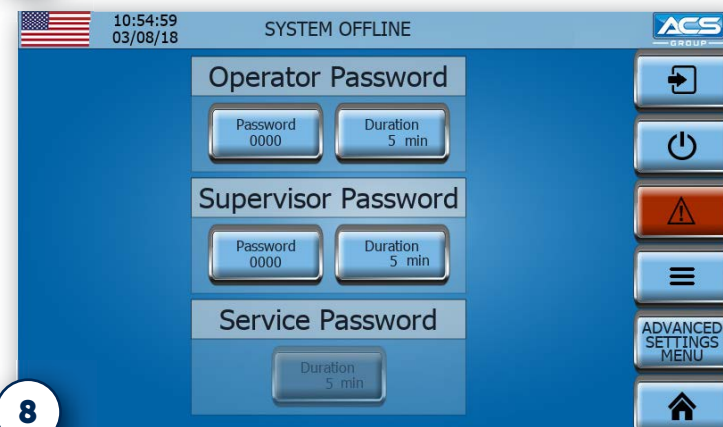 10:54:59
03/08/18
SYSTEM OFFLINE
ACS
GROUP
Operator Password
Password
0000
Duration
5 min
Supervisor Password
Password
0000
Duration
5 min
Service Password
Duration
5 min
ADVANCED
SETTINGS
MENU
8